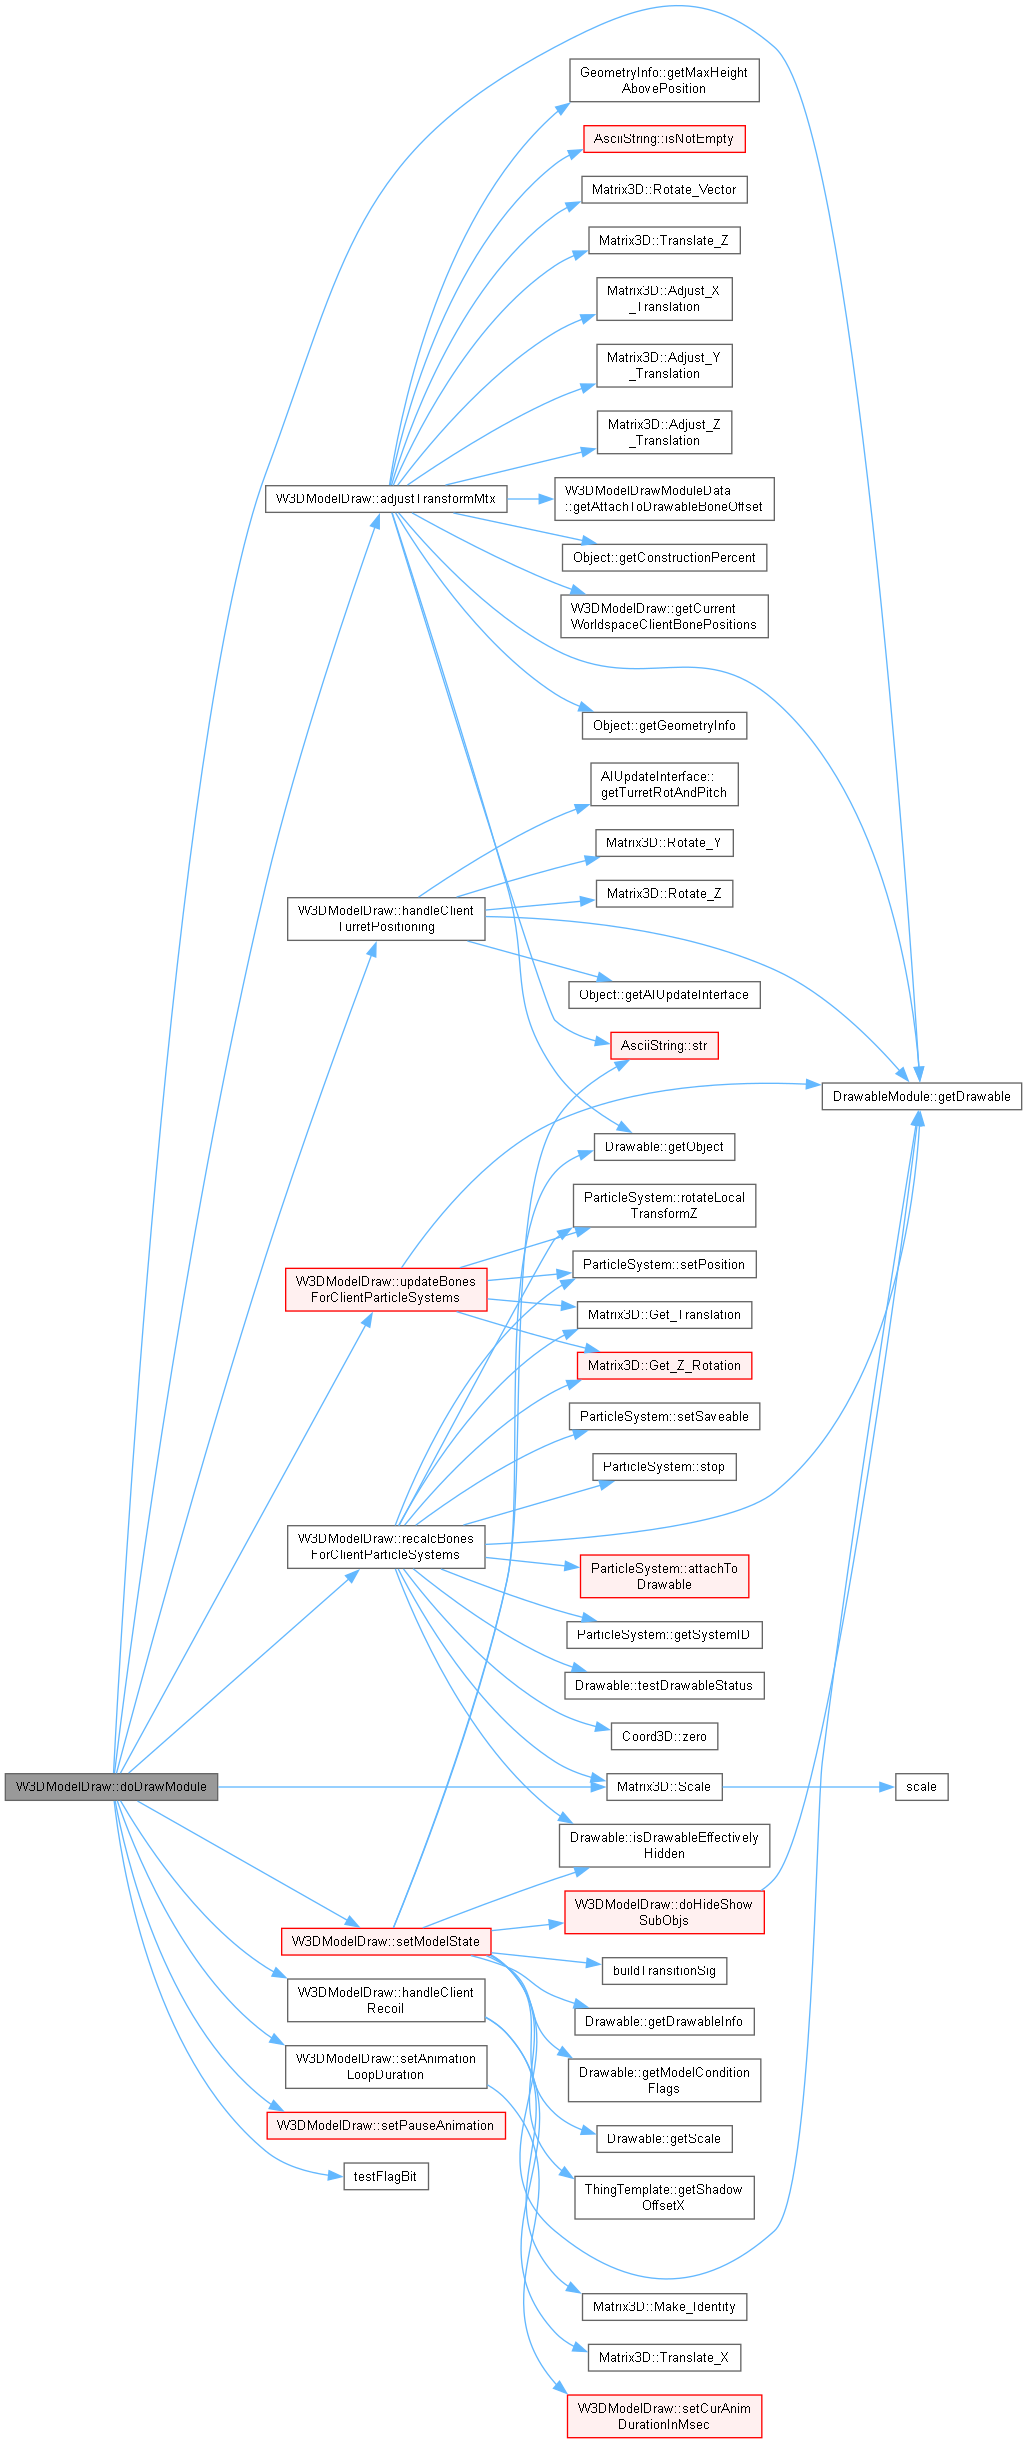 GeometryInfo::getMaxHeight
AbovePosition
AsciiString::isNotEmpty
Matrix3D::Rotate_Vector
Matrix3D::Translate_Z
Matrix3D::Adjust_X
_Translation
Matrix3D::Adjust_Y
_Translation
Matrix3D::Adjust_Z
_Translation
W3DModelDraw::adjustTransformMtx
W3DModelDrawModuleData
::getAttachToDrawableBoneOffset
Object::getConstructionPercent
W3DModelDraw::getCurrent
WorldspaceClientBonePositions
Object::getGeometryInfo
AIUpdateInterface::
getTurretRotAndPitch
Matrix3D::Rotate_Y
Matrix3D::Rotate_Z
W3DModelDraw::handleClient
TurretPositioning
Object::getAIUpdateInterface
AsciiString::str
DrawableModule::getDrawable
Drawable::getObject
ParticleSystem::rotateLocal
TransformZ
ParticleSystem::setPosition
W3DModelDraw::updateBones
ForClientParticleSystems
Matrix3D::Get_Translation
Matrix3D::Get_Z_Rotation
ParticleSystem::setSaveable
ParticleSystem::stop
W3DModelDraw::recalcBones
ForClientParticleSystems
ParticleSystem::attachTo
Drawable
ParticleSystem::getSystemID
Drawable::testDrawableStatus
Coord3D::zero
W3DModelDraw::doDrawModule
Matrix3D::Scale
scale
Drawable::isDrawableEffectively
Hidden
W3DModelDraw::doHideShow
SubObjs
W3DModelDraw::setModelState
buildTransitionSig
W3DModelDraw::handleClient
Recoil
Drawable::getDrawableInfo
W3DModelDraw::setAnimation
LoopDuration
Drawable::getModelCondition
Flags
W3DModelDraw::setPauseAnimation
Drawable::getScale
testFlagBit
ThingTemplate::getShadow
OffsetX
Matrix3D::Make_Identity
Matrix3D::Translate_X
W3DModelDraw::setCurAnim
DurationInMsec